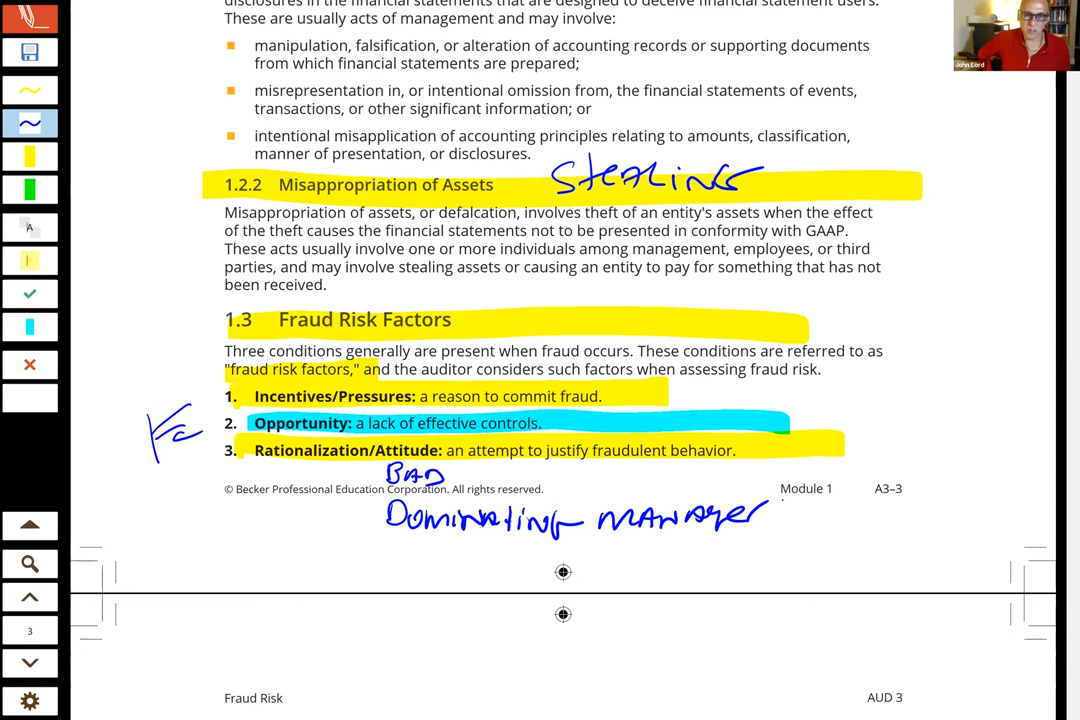 disclosures in the financial statements that are designed to deceive financial statement users.
John Lord
These are usually acts of management and may involve:
manipulation, falsification, or alteration of accounting records or supporting documents
from which financial statements are prepared;
misrepresentation in, or intentional omission from, the financial statements of events,
transactions, or other significant information; or
intentional misapplication of accounting principles relating to amounts, classification,
manner of presentation, or disclosures.
1.2.2 Misappropriation of Assets STEALING
Misappropriation of assets, or defalcation, involves theft of an entity's assets when the effect
of the theft causes the financial statements not to be presented in conformity with GAAP.
These acts usually involve one or more individuals among management, employees, or third
parties, and may involve stealing assets or causing an entity to pay for something that has not
been received.
1.3 Fraud Risk Factors
Three conditions generally are present when fraud occurs. These conditions are referred to as
"fraud risk factors," and the auditor considers such factors when assessing fraud risk.
1. Incentives/Pressures: a reason to commit fraud.
2. Opportunity: a lack of effective controls.
3. Rationalization/Attitude: an attempt to justify fraudulent behavior.
BAD
© Becker Professional Education Corporation. All rights reserved. Module 1 A3–3
Dominating manager
3
Fraud Risk AUD 3